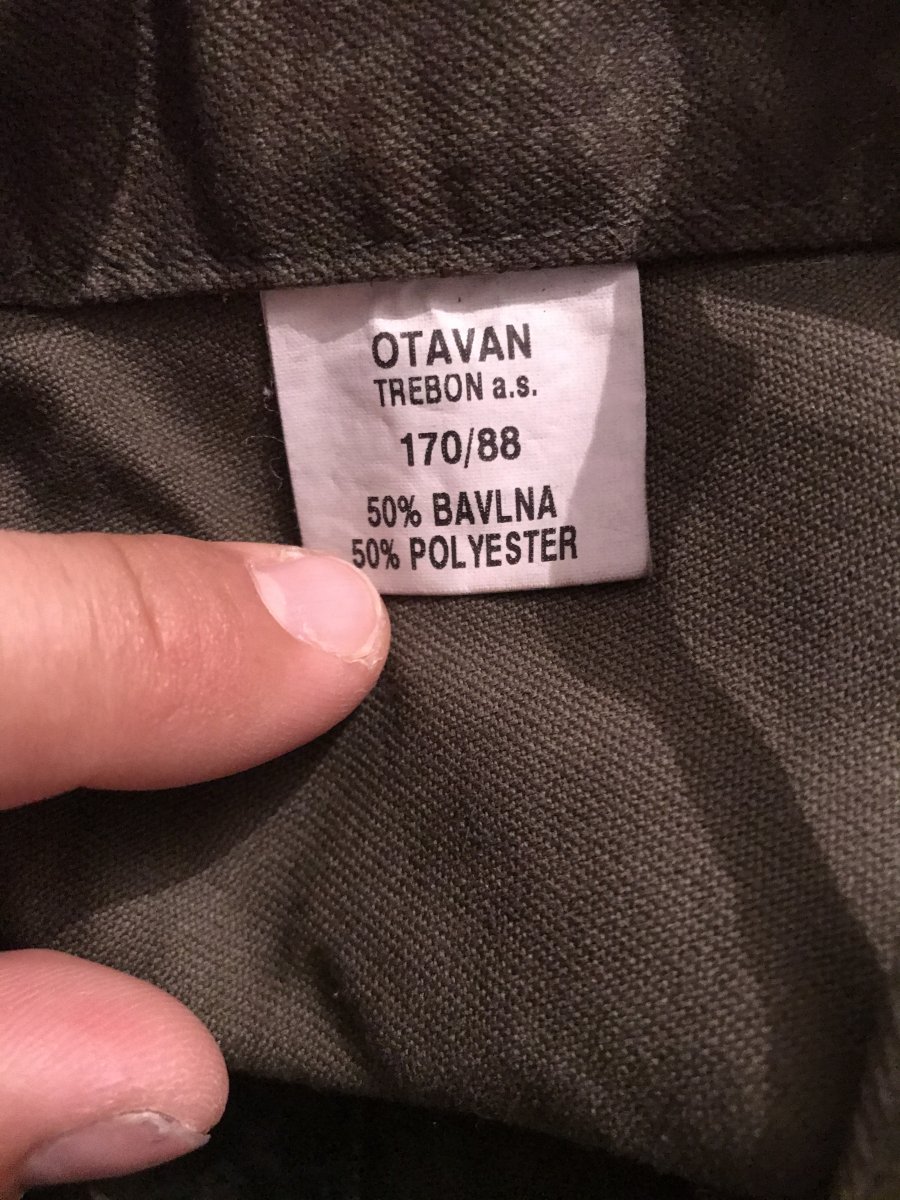 OTAVAN
TREBON a.s.
170/88
50% BAVLNA
50% POLYESTER